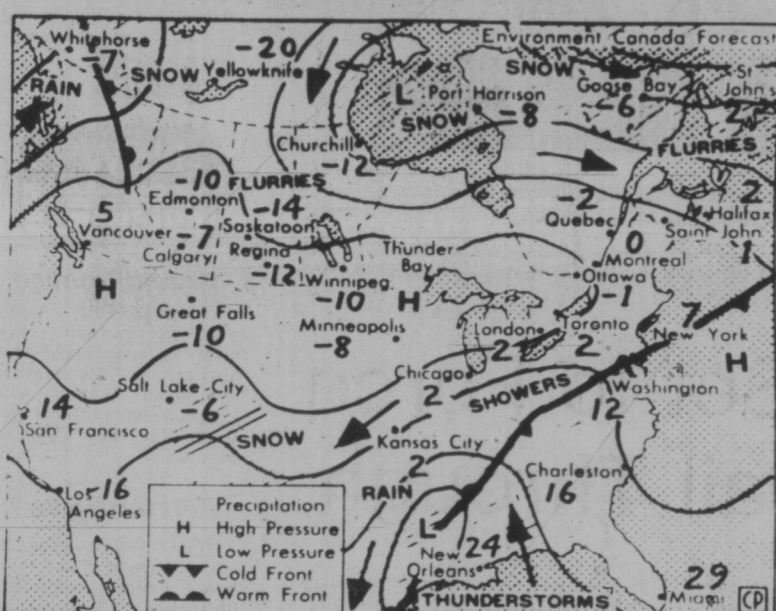 Environment Canada Forecast
Whitehorse
-7
SNOW
Yellowknife
-20
RAIN
L
Port Harrison
-8
SNOW
SNOW
Goose Bay
-6
St
John's
2
Churchill
-12
FLURRIES
-10
Edmonton
FLURRIES
-14
Saskatoon
5
Vancouver
-7
Calgary
Regina
-12
Winnipeg
-10
Thunder
Bay
-2
Quebec
2
Halifax
Saint
John
1
0
Montreal
Ottawa
-1
H
H
Great Falls
-10
Minneapolis
-8
London
2
Toronto
2
7
New York
H
Chicago
2
SHOWERS
Washington
12
Salt Lake City
-6
14
San Francisco
SNOW
Kansas City
2
Charleston
16
RAIN
Los
Angeles
-16
L
New
Orleans
24
29
Miami
THUNDERSTORMS
Precipitation
H High Pressure
L Low Pressure
Cold Front
Warm Front
CP